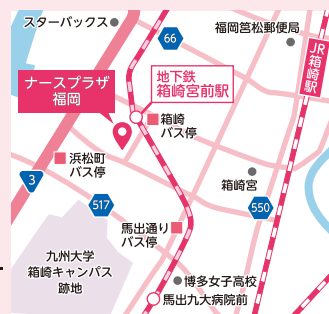 スターバックス
66
福岡筥松郵便局
JR
箱崎駅
ナースプラザ
福岡
地下鉄
箱崎宮前駅
箱崎
バス停
浜松町
バス停
3
517
箱崎宮
550
馬出通り
バス停
九州大学
箱崎キャンパス
跡地
博多女子高校
馬出九大病院前